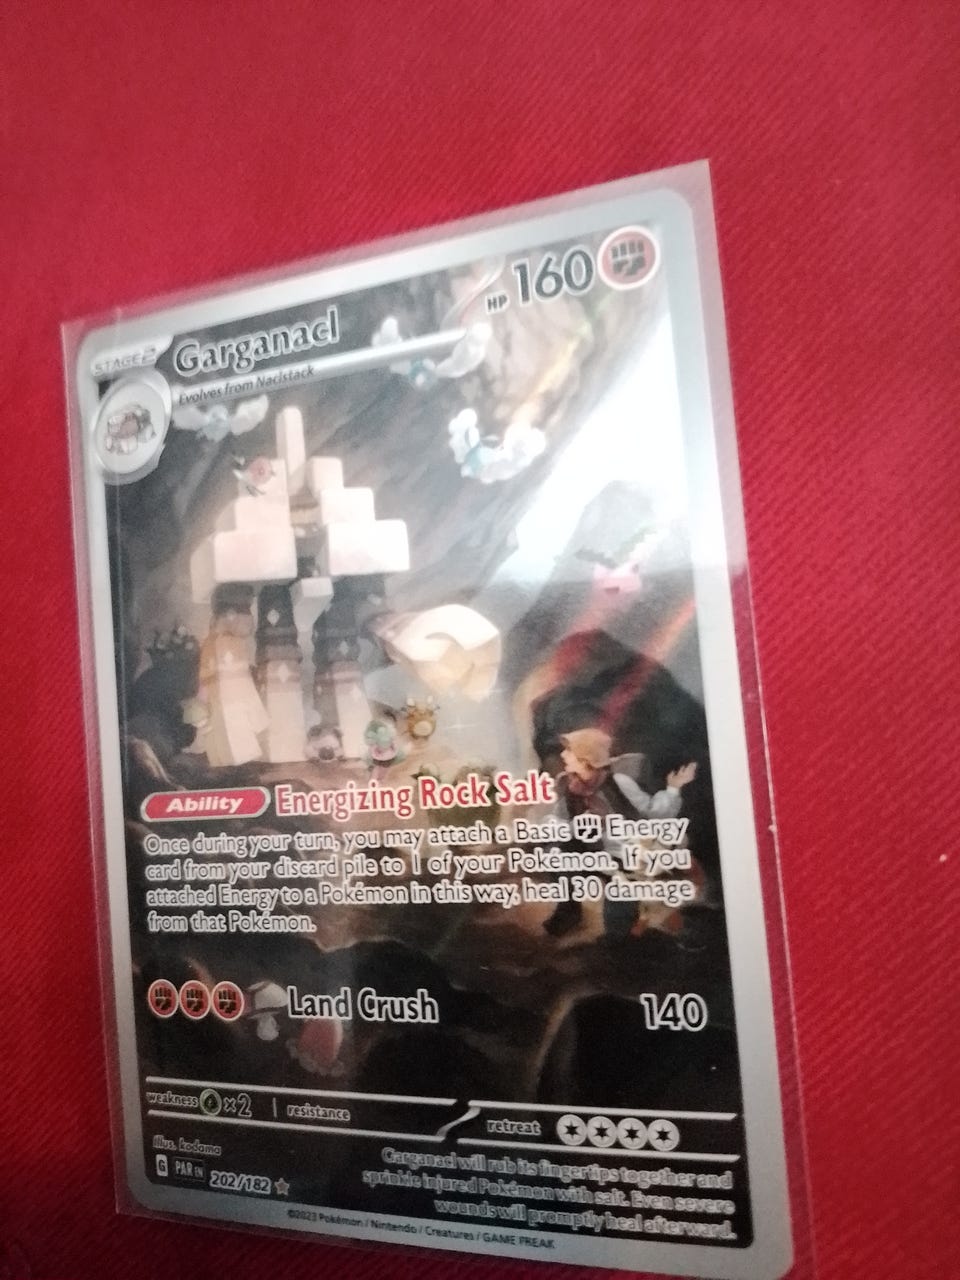 STAGE2
Garganacl
HP 160
Evolves from Naclstack
Ability Energizing Rock Salt
Once during your turn, you may attach a Basic Energy
card from your discard pile to 1 of your Pokémon. If you
attached Energy to a Pokémon in this way, heal 30 damage
from that Pokémon.
Land Crush 140
weakness ×2 resistance
retreat
Illus. kodama
G PAR EN 202/182
Garganacl will rub its fingertips together and
sprinkle injured Pokémon with salt. Even severe
wounds will promptly heal afterward.
©2023 Pokémon / Nintendo / Creatures / GAME FREAK